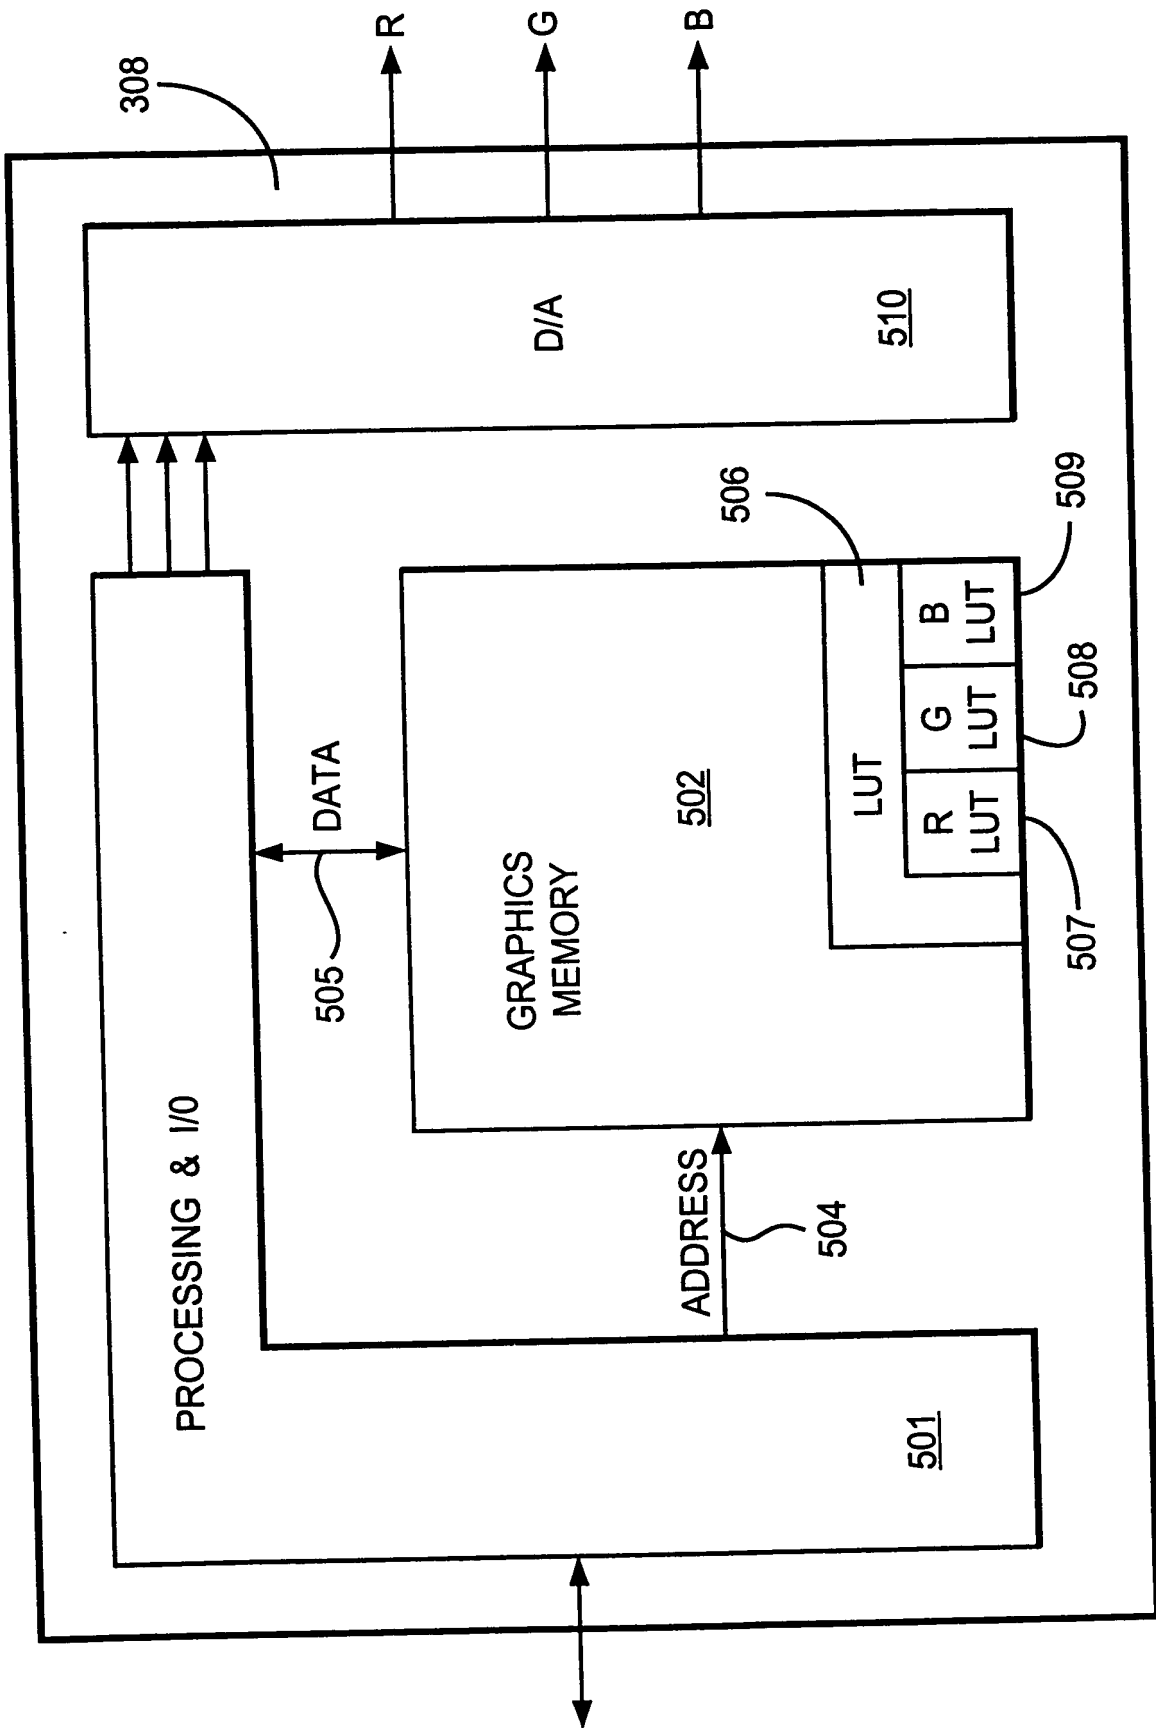 308
R
G
B
PROCESSING & I/0
D/A
510
505
DATA
506
GRAPHICS
MEMORY
502
ADDRESS
504
LUT
R
LUT
G
LUT
B
LUT
501
507
508
509